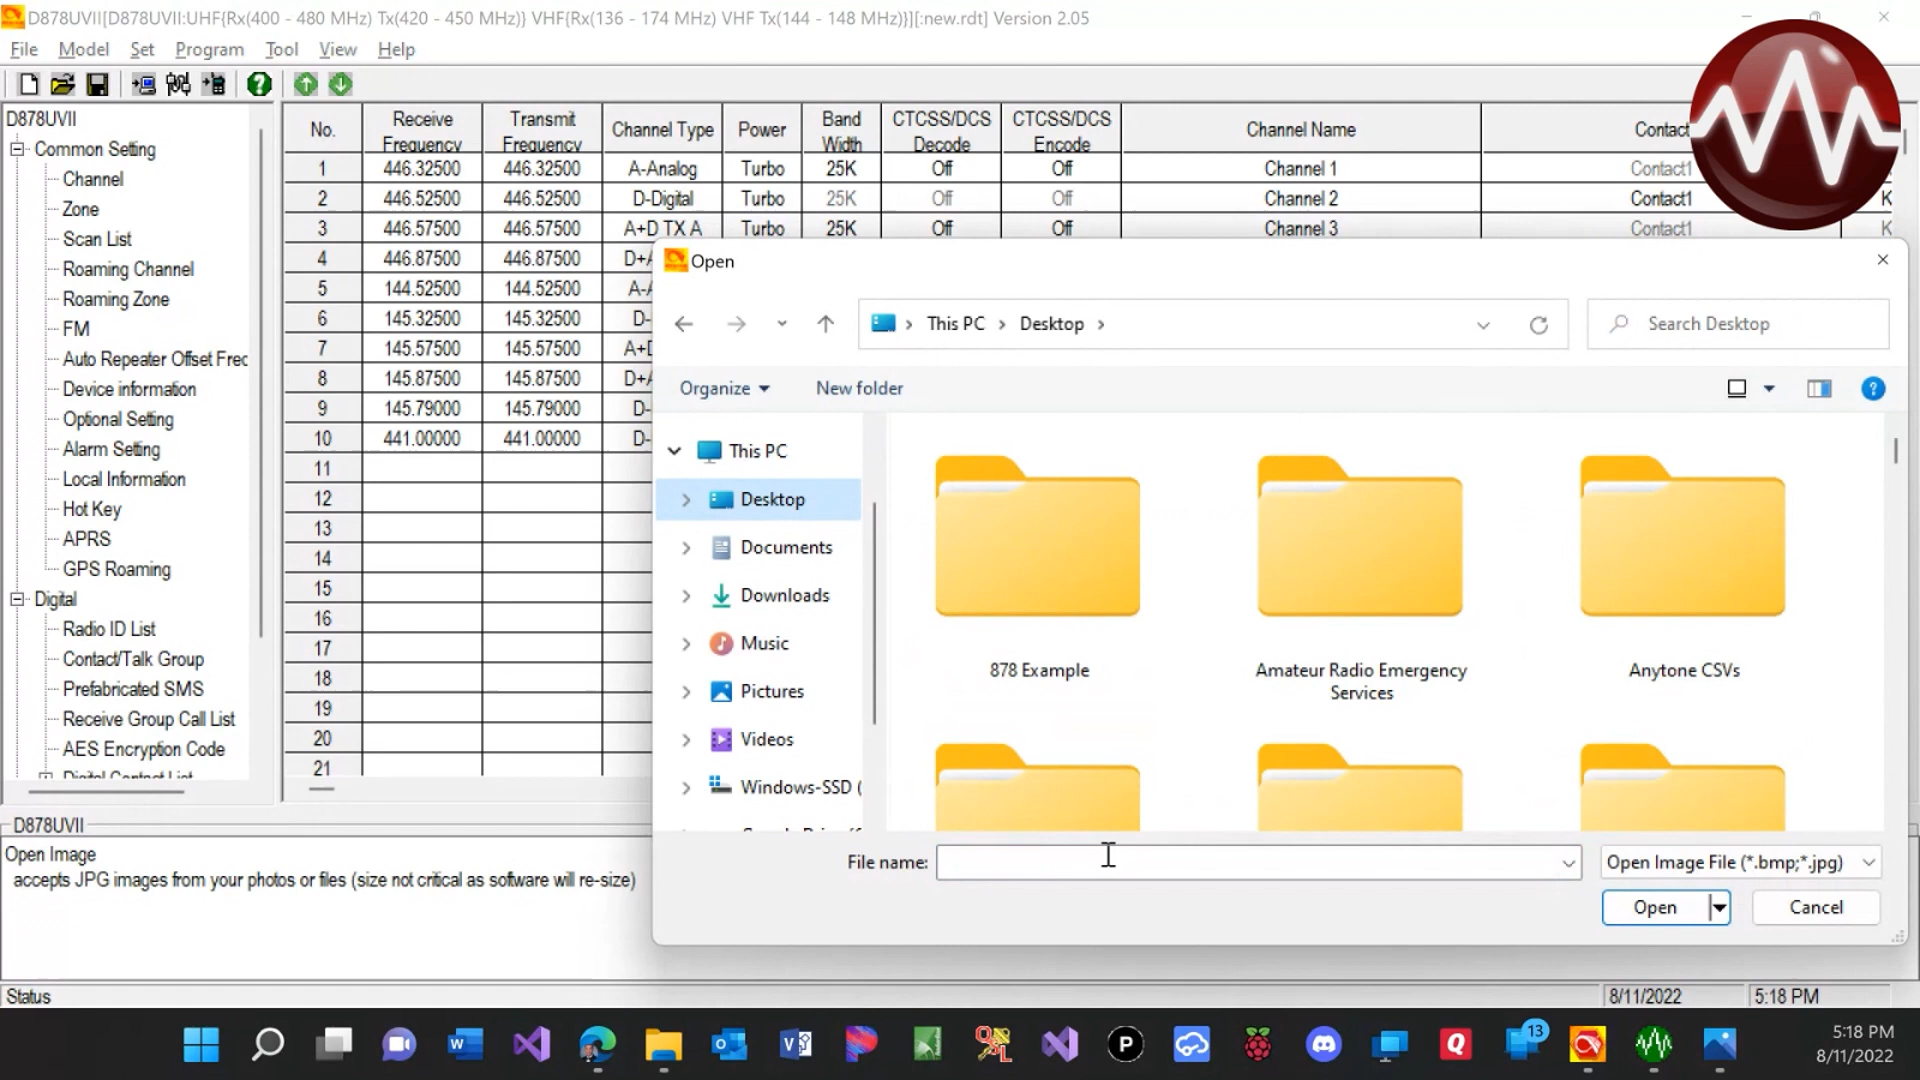 D878UVII[D878UVII:UHF{Rx(400 - 480 MHz) Tx(420 - 450 MHz)} VHF{Rx(136 - 174 MHz) VHF Tx(144 - 148 MHz)}][:new.rdt] Version 2.05
File Model Set Program Tool View Help
D878UVII
Common Setting
Channel
Zone
Scan List
Roaming Channel
Roaming Zone
FM
Auto Repeater Offset Frec
Device information
Optional Setting
Alarm Setting
Local Information
Hot Key
APRS
GPS Roaming
Digital
Radio ID List
Contact/Talk Group
Prefabricated SMS
Receive Group Call List
AES Encryption Code
Digital Contact List
No. Receive Frequency Transmit Frequency Channel Type Power Band Width CTCSS/DCS Decode CTCSS/DCS Encode Channel Name Contact
1 446.32500 446.32500 A-Analog Turbo 25K Off Off Channel 1 Contact1
2 446.52500 446.52500 D-Digital Turbo 25K Off Off Channel 2 Contact1 K
3 446.57500 446.57500 A+D TX A Turbo 25K Off Off Channel 3 Contact1 K
4 446.87500 446.87500 D+A
5 144.52500 144.52500 A-A
6 145.32500 145.32500 D-
7 145.57500 145.57500 A+D
8 145.87500 145.87500 D+A
9 145.79000 145.79000 D-
10 441.00000 441.00000 D-
11
12
13
14
15
16
17
18
19
20
21
Open
This PC › Desktop ›
Search Desktop
Organize New folder
This PC
Desktop
Documents
Downloads
Music
Pictures
Videos
Windows-SSD (
878 Example
Amateur Radio Emergency
Services
Anytone CSVs
File name:
Open Image File (*.bmp;*.jpg)
Open Cancel
D878UVII
Open Image
accepts JPG images from your photos or files (size not critical as software will re-size)
Status 8/11/2022 5:18 PM
13
5:18 PM
8/11/2022